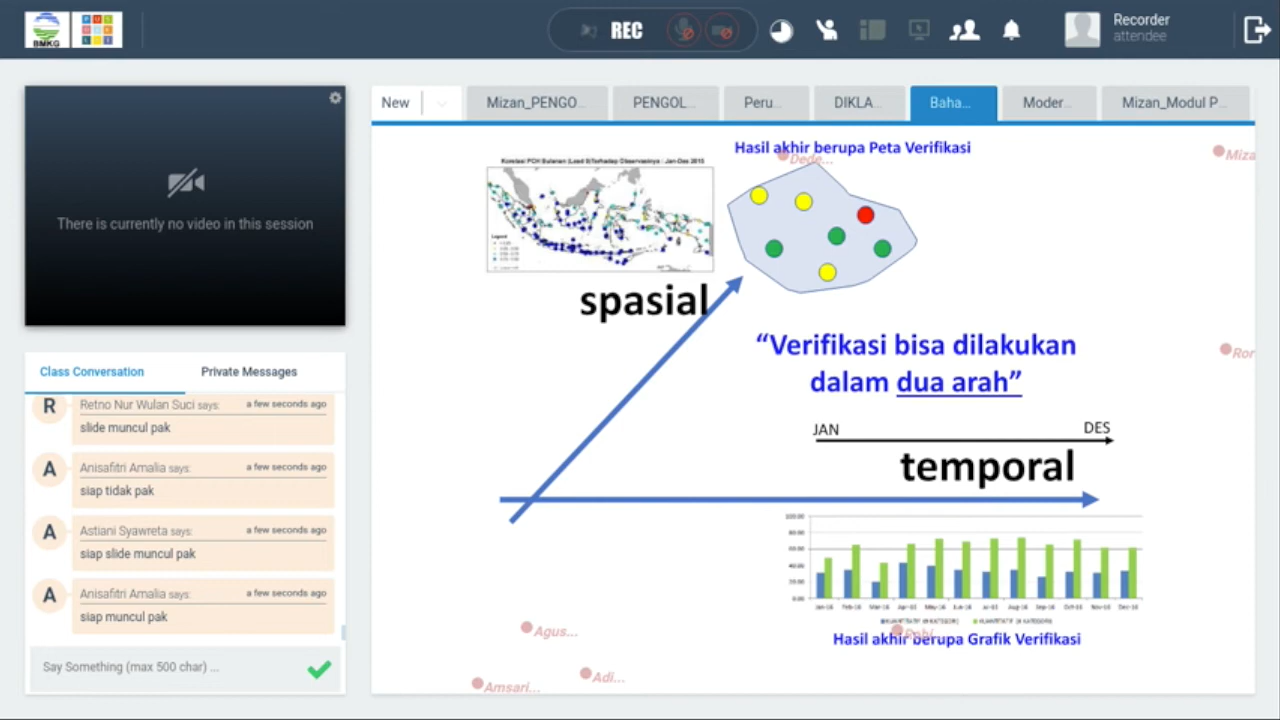 BMKG
REC
Recorder
attendee
There is currently no video in this session
New
Mizan_PENGO...
PENGOL...
Peru...
DIKLA...
Baha...
Moder...
Mizan_Modul P...
Class Conversation
Private Messages
Retno Nur Wulan Suci says:
a few seconds ago
slide muncul pak
Anisafitri Amalia says:
a few seconds ago
siap tidak pak
Astiani Syawreta says:
a few seconds ago
siap slide muncul pak
Anisafitri Amalia says:
a few seconds ago
siap muncul pak
Say Something (max 500 char) ...
Hasil akhir berupa Peta Verifikasi
Dede...
Miza
spasial
“Verifikasi bisa dilakukan
dalam dua arah”
Ror
JAN
DES
temporal
Hasil akhir berupa Grafik Verifikasi
Agus...
Adi...
Amsari...